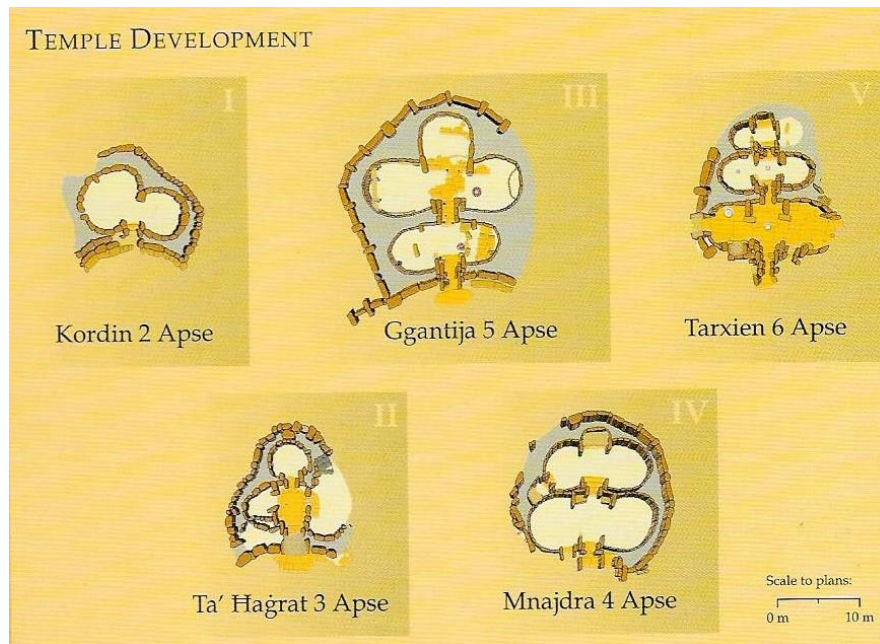 TEMPLE DEVELOPMENT
I
Kordin 2 Apse
III
Ggantija 5 Apse
V
Tarxien 6 Apse
II
Ta' Ħaġrat 3 Apse
IV
Mnajdra 4 Apse
Scale to plans:
0 m 10 m